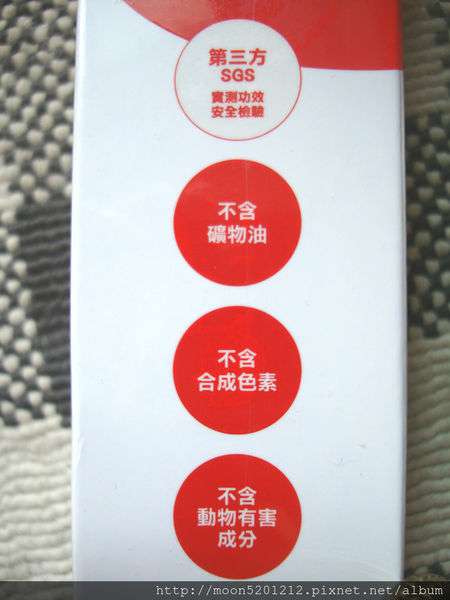 第三方
SGS
實測功效
安全檢驗
不含
礦物油
不含
合成色素
不含
動物有害
成分
http://moon5201212.pixnet.net/album